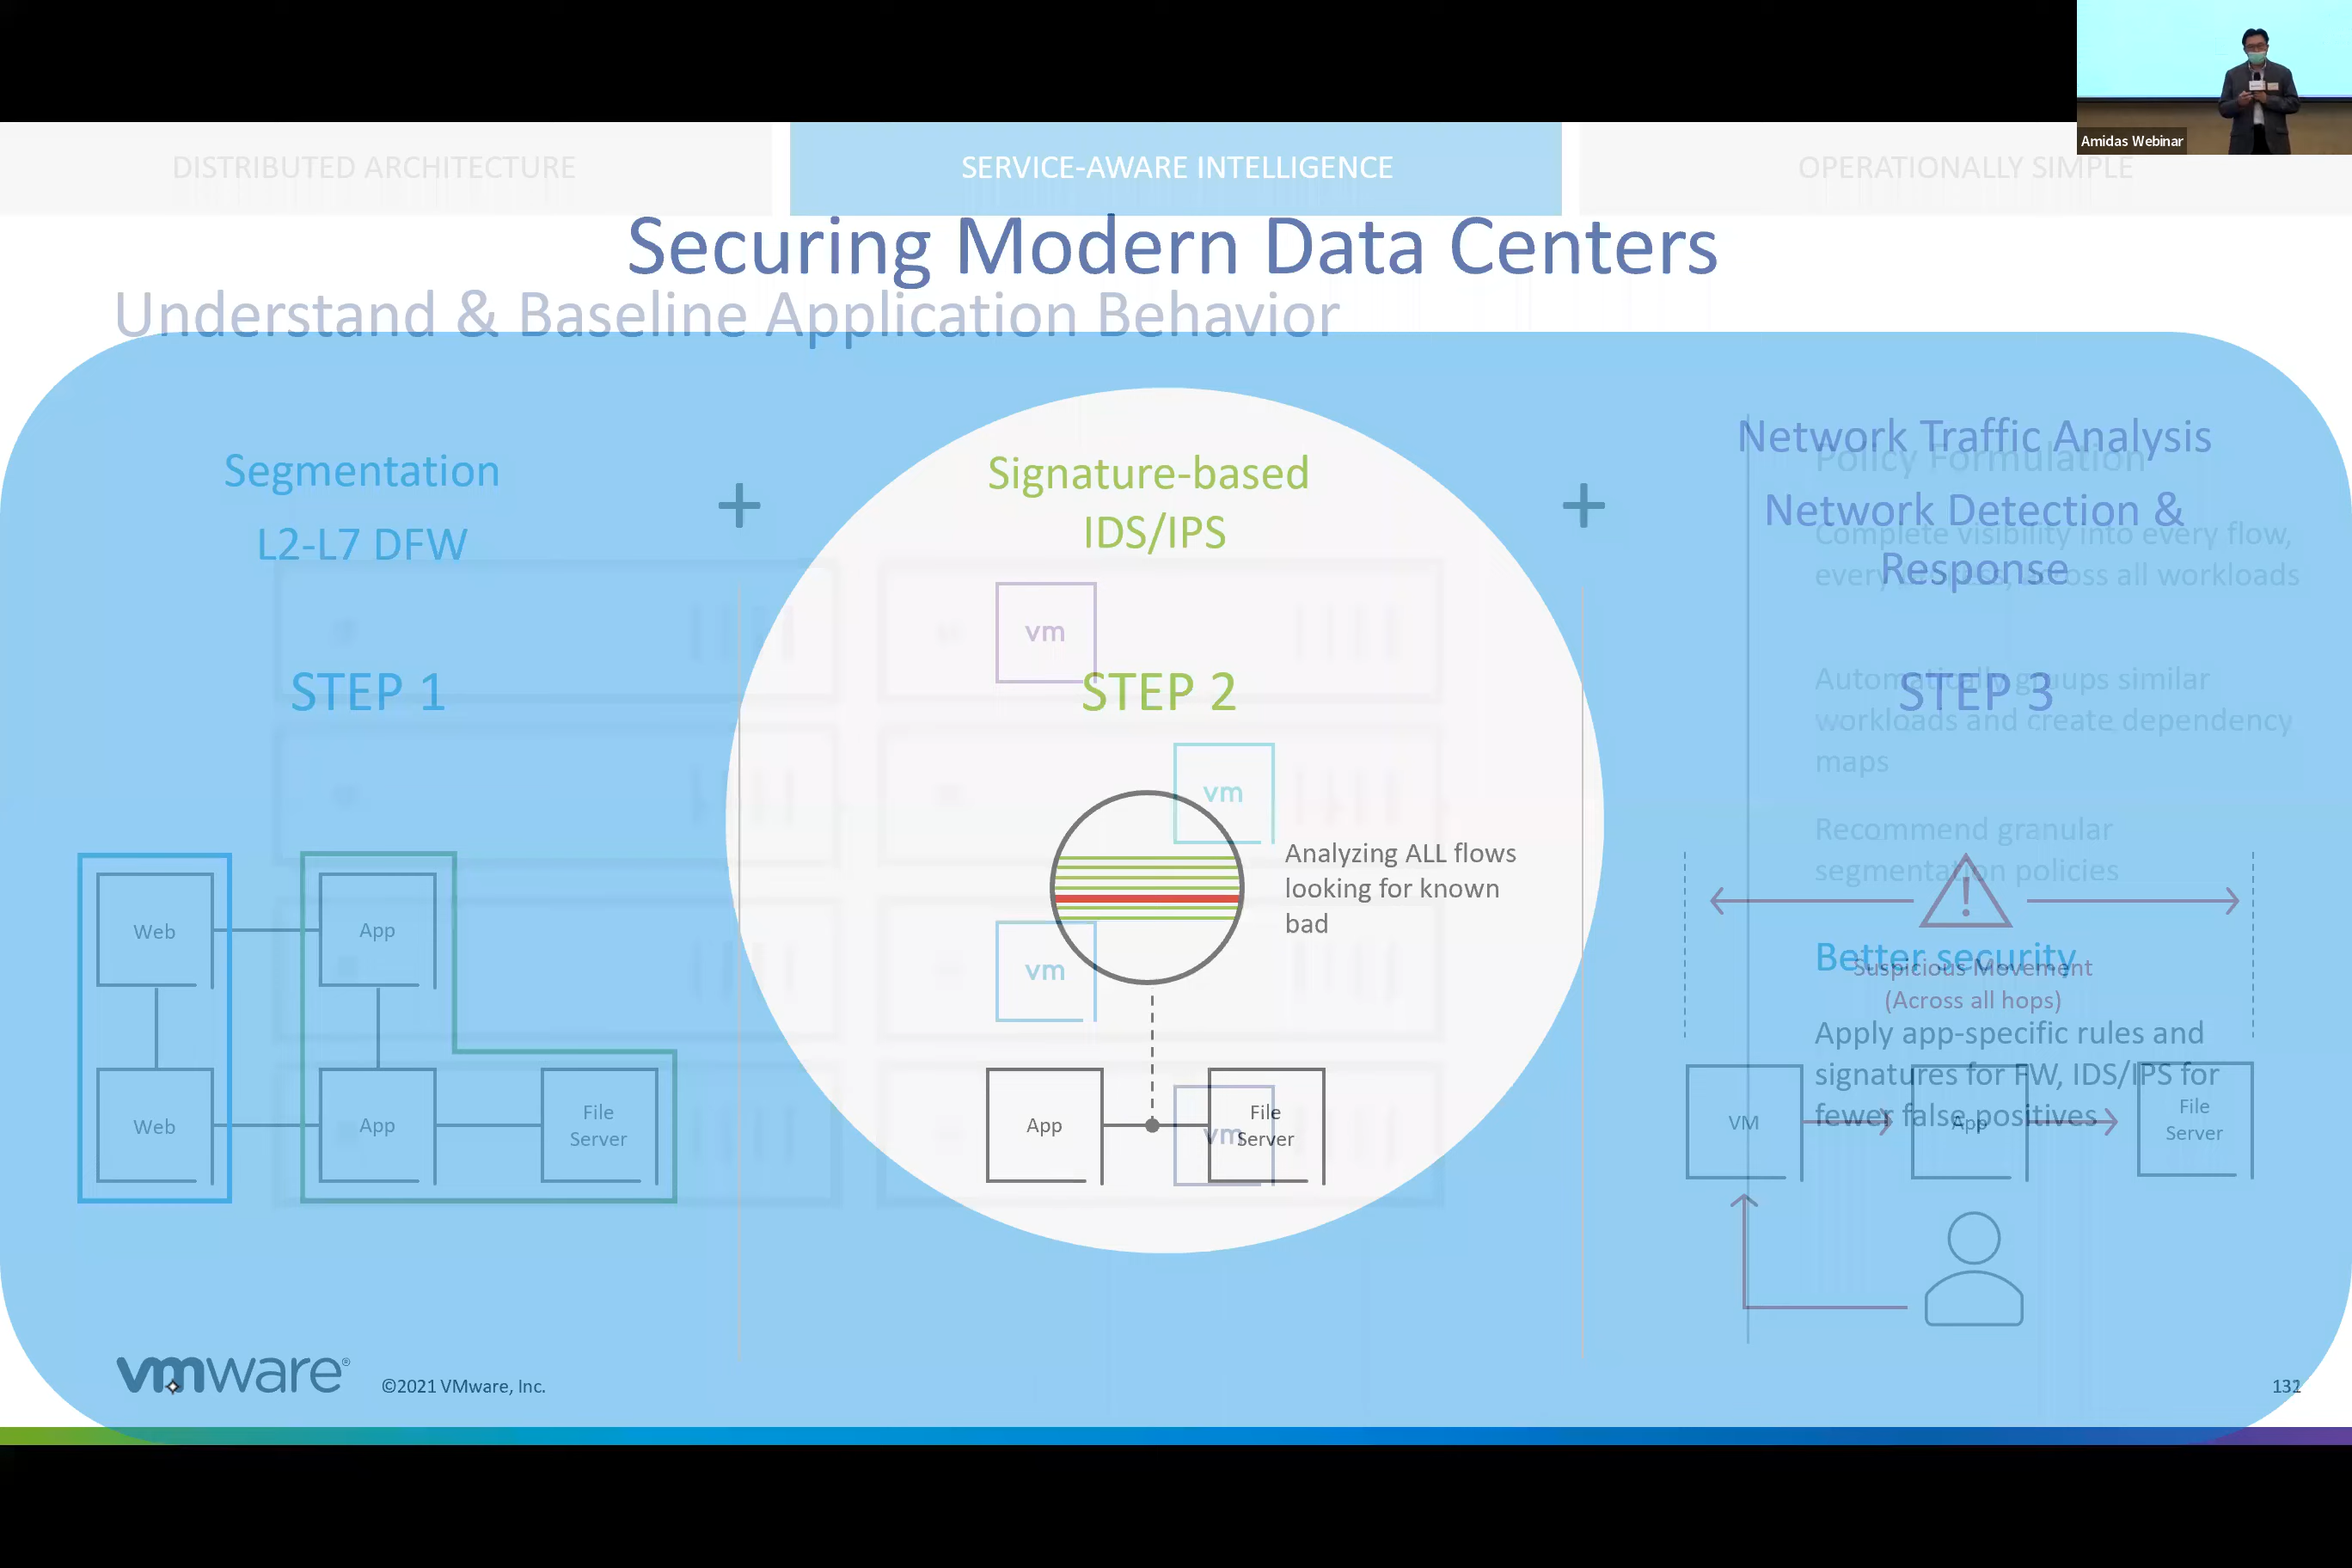 Amidas Webinar
DISTRIBUTED ARCHITECTURE
SERVICE-AWARE INTELLIGENCE
OPERATIONALLY SIMPLE
Securing Modern Data Centers
Understand & Baseline Application Behavior
Segmentation
L2-L7 DFW
+
Signature-based
IDS/IPS
+
Network Traffic Analysis
Network Detection &
Response
Policy Formulation
Complete visibility into every flow,
every across all workloads
STEP 1
STEP 2
STEP 3
Automatically groups similar
workloads and create dependency
maps
Recommend granular
segmentation policies
Better security
Apply app-specific rules and
signatures for FW, IDS/IPS for
fewer false positives
Web
App
Web
App
File
Server
vm
vm
vm
vm
Analyzing ALL flows
looking for known
bad
App
File
Server
!
Suspicious Movement
(Across all hops)
VM
App
File
Server
vmware®
©2021 VMware, Inc.